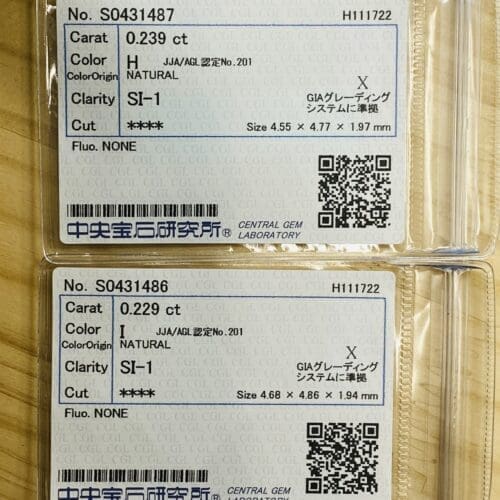 No. S0431487 H111722
Carat 0.239 ct
Color H JJA/AGL認定No.201
ColorOrigin NATURAL
X
Clarity SI-1 GIAグレーディング
システムに準拠
Cut **** Size 4.55 × 4.77 × 1.97 mm
Fluo. NONE
中央宝石研究所® CENTRAL GEM
LABORATORY
No. S0431486 H111722
Carat 0.229 ct
Color I JJA/AGL認定No.201
ColorOrigin NATURAL
X
Clarity SI-1 GIAグレーディング
システムに準拠
Cut **** Size 4.68 × 4.86 × 1.94 mm
Fluo. NONE
中央宝石研究所® CENTRAL GEM
LABORATORY